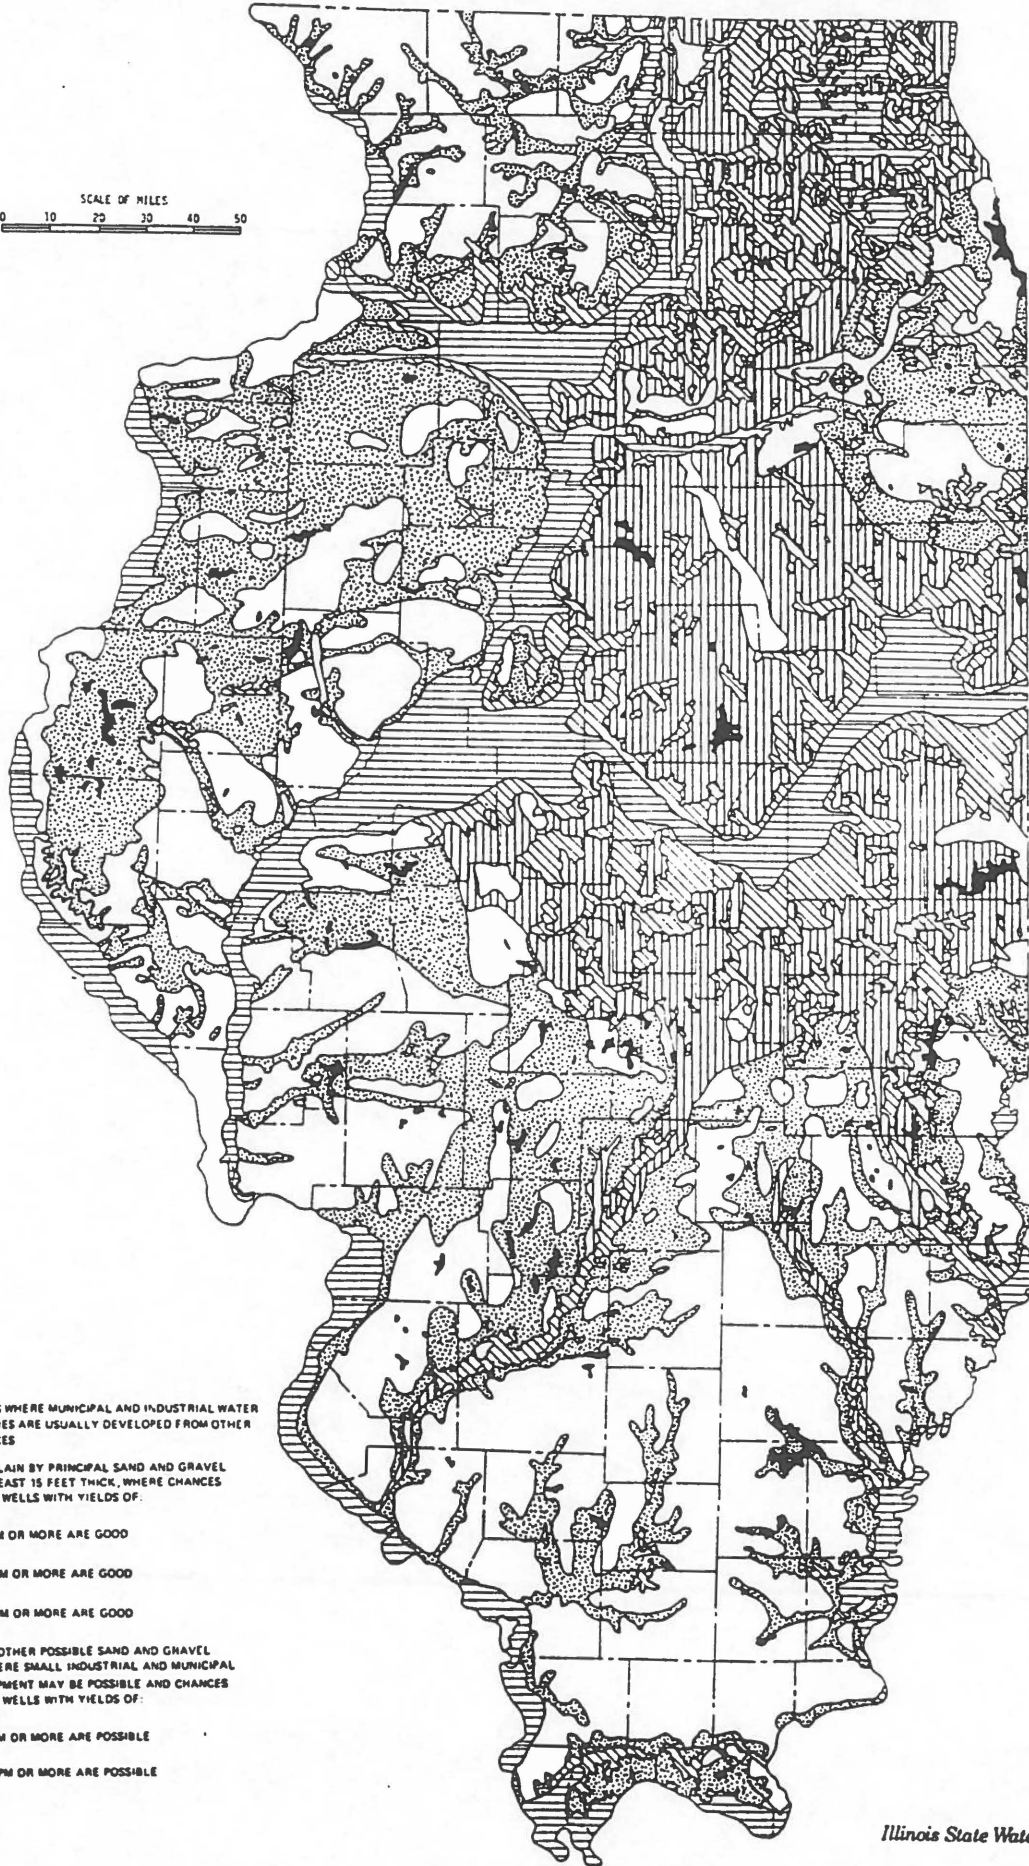 SCALE OF MILES
0 10 20 30 40 50
WHERE MUNICIPAL AND INDUSTRIAL WATER
ES ARE USUALLY DEVELOPED FROM OTHER
CES
LAIN BY PRINCIPAL SAND AND GRAVEL
EAST 15 FEET THICK, WHERE CHANCES
WELLS WITH YIELDS OF:
M OR MORE ARE GOOD
M OR MORE ARE GOOD
M OR MORE ARE GOOD
OTHER POSSIBLE SAND AND GRAVEL
ERE SMALL INDUSTRIAL AND MUNICIPAL
PMENT MAY BE POSSIBLE AND CHANCES
WELLS WITH YIELDS OF:
M OR MORE ARE POSSIBLE
PM OR MORE ARE POSSIBLE
Illinois State Wat